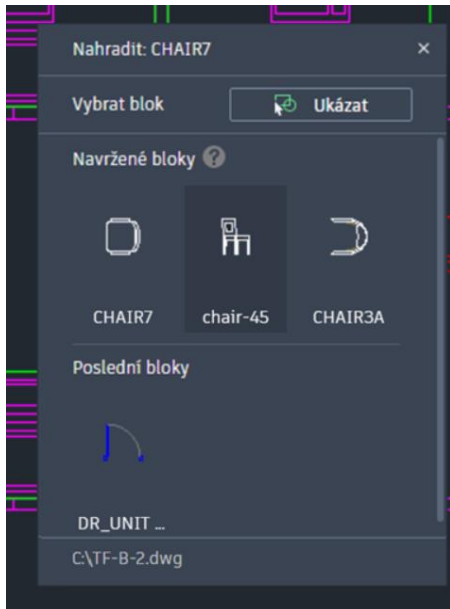 Nahradit: CHAIR7
Vybrat blok
Ukázat
Navržené bloky
CHAIR7
chair-45
CHAIR3A
Poslední bloky
DR_UNIT ...
C:\TF-B-2.dwg